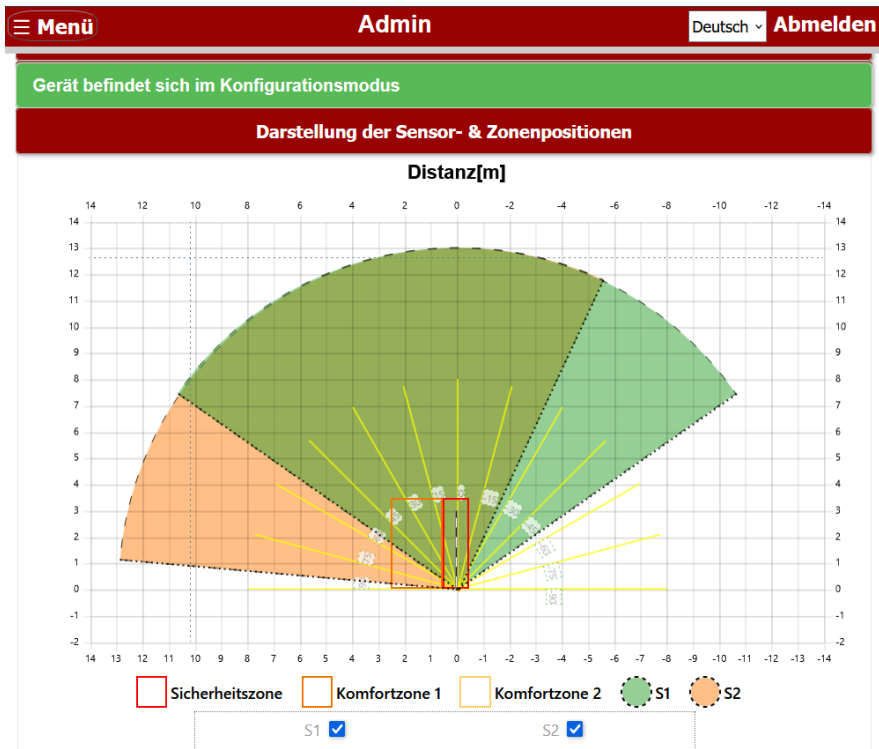 ☰ Menü Admin Deutsch Abmelden
Gerät befindet sich im Konfigurationsmodus
Darstellung der Sensor- & Zonenpositionen
Distanz[m]
14 12 10 8 6 4 2 0 -2 -4 -6 -8 -10 -12 -14
14 14
13 13
12 12
11 11
10 10
9 9
8 8
7 7
6 6
5 5
4 4
3 3
2 2
1 1
0 0
-1 -1
-2 -2
14 13 11 10 9 8 7 6 5 4 3 2 1 0 -1 -2 -3 -4 -5 -6 -7 -8 -9 -10 -11 -12 -13 -14
Sicherheitszone Komfortzone 1 Komfortzone 2 S1 S2
S1 S2